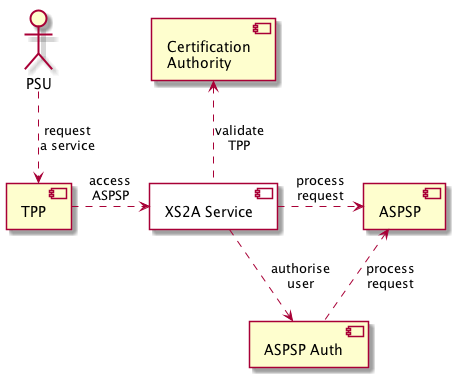 Certification
Authority
PSU
request
a service
validate
TPP
TPP
access
ASPSP
XS2A Service
process
request
ASPSP
authorise
user
process
request
ASPSP Auth